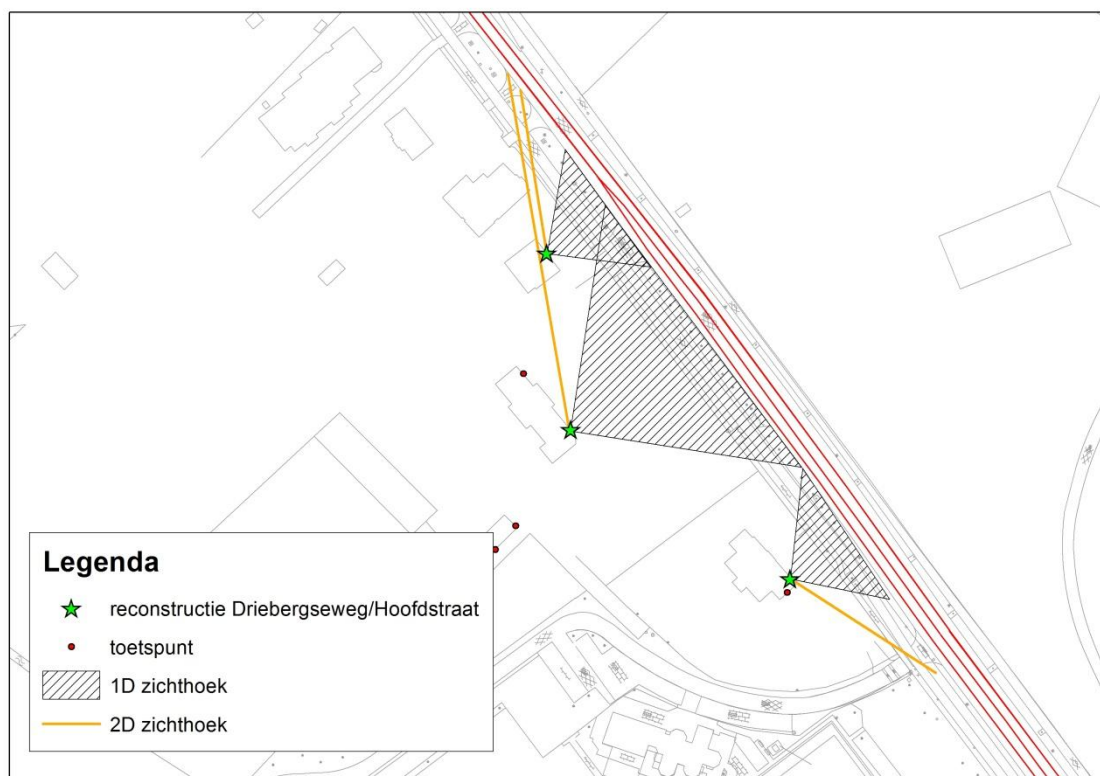 Legenda
reconstructie Driebergseweg/Hoofdstraat
toetspunt
1D zichthoek
2D zichthoek